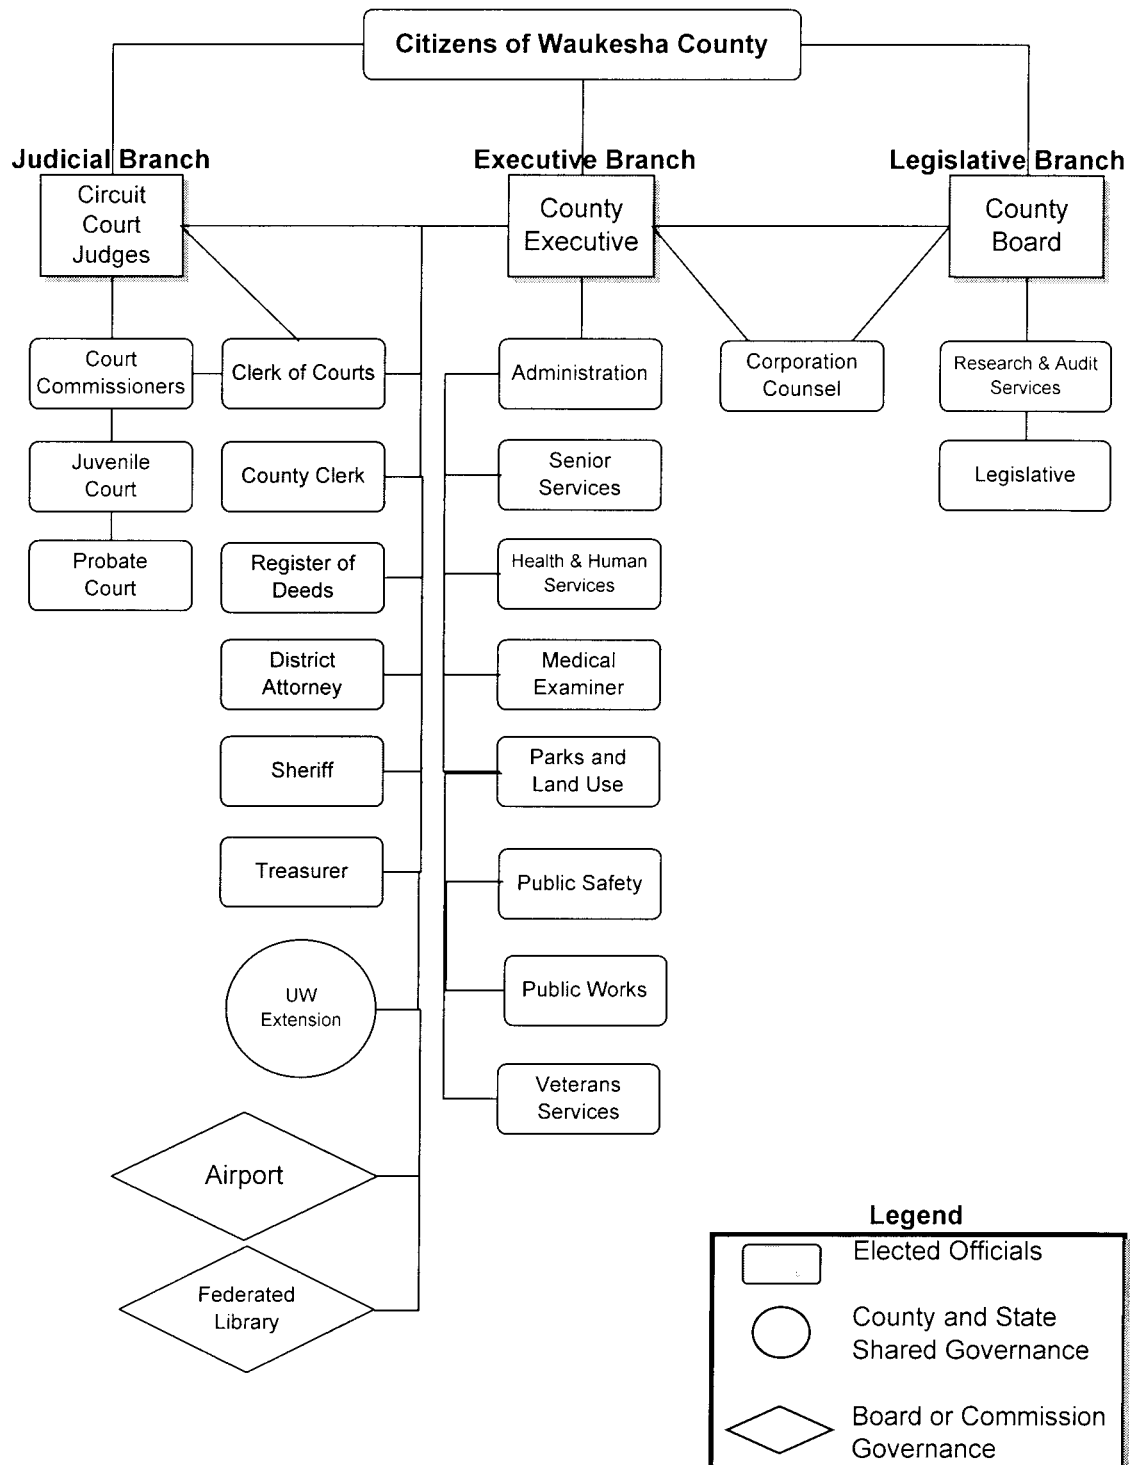 Citizens of Waukesha County
Judicial Branch
Executive Branch
Legislative Branch
Circuit
Court
Judges
County
Executive
County
Board
Court
Commissioners
Clerk of Courts
Administration
Corporation
Counsel
Research & Audit
Services
Juvenile
Court
County Clerk
Senior
Services
Legislative
Probate
Court
Register of
Deeds
Health & Human
Services
District
Attorney
Medical
Examiner
Sheriff
Parks and
Land Use
Treasurer
Public Safety
UW
Extension
Public Works
Veterans
Services
Airport
Federated
Library
Legend
Elected Officials
County and State
Shared Governance
Board or Commission
Governance